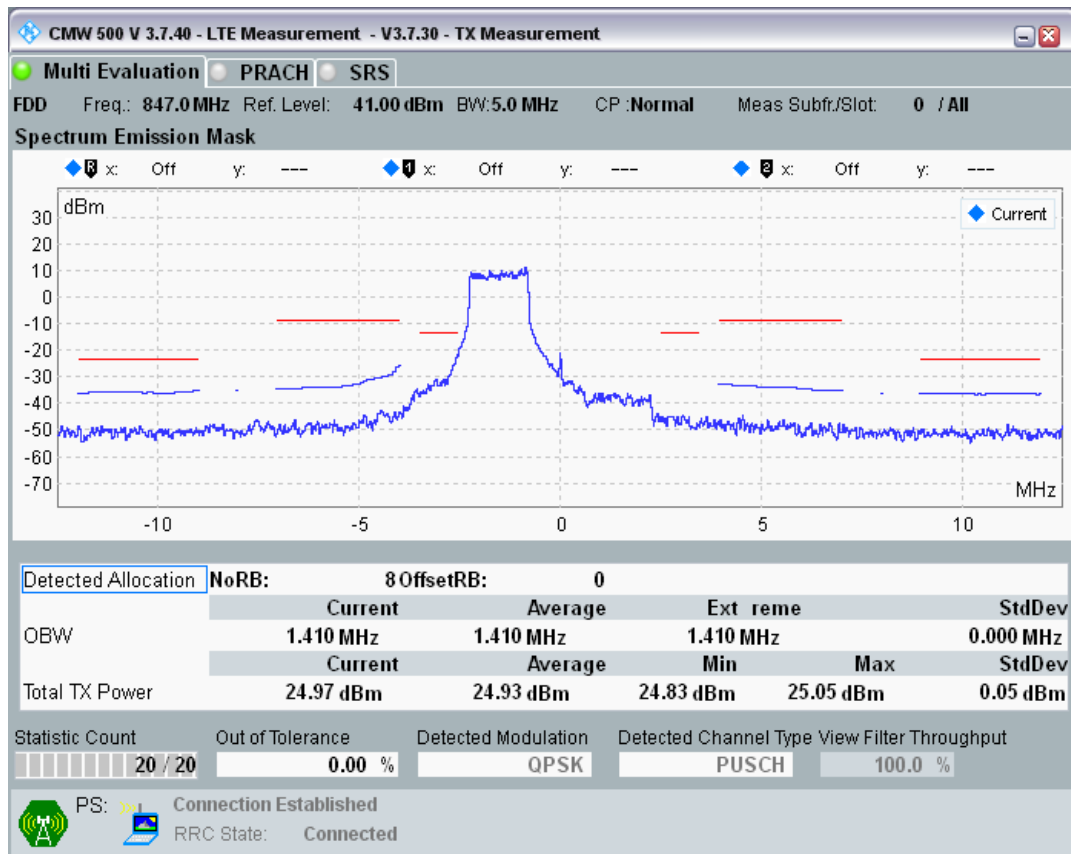 CMW 500 V 3.7.40 - LTE Measurement - V3.7.30 - TX Measurement
Multi Evaluation PRACH SRS
FDD Freq.: 847.0 MHz Ref. Level: 41.00 dBm BW:5.0 MHz CP :Normal Meas Subfr./Slot: 0 / All
Spectrum Emission Mask
R x: Off y: --- 1 x: Off y: --- 2 x: Off y: ---
dBm
Current
30
20
10
0
-10
-20
-30
-40
-50
-60
-70
MHz
-10 -5 0 5 10
Detected Allocation NoRB: 8 OffsetRB: 0
Current Average Ext reme StdDev
OBW 1.410 MHz 1.410 MHz 1.410 MHz 0.000 MHz
Current Average Min Max StdDev
Total TX Power 24.97 dBm 24.93 dBm 24.83 dBm 25.05 dBm 0.05 dBm
Statistic Count Out of Tolerance Detected Modulation Detected Channel Type View Filter Throughput
20 / 20 0.00 % QPSK PUSCH 100.0 %
PS: Connection Established
RRC State: Connected